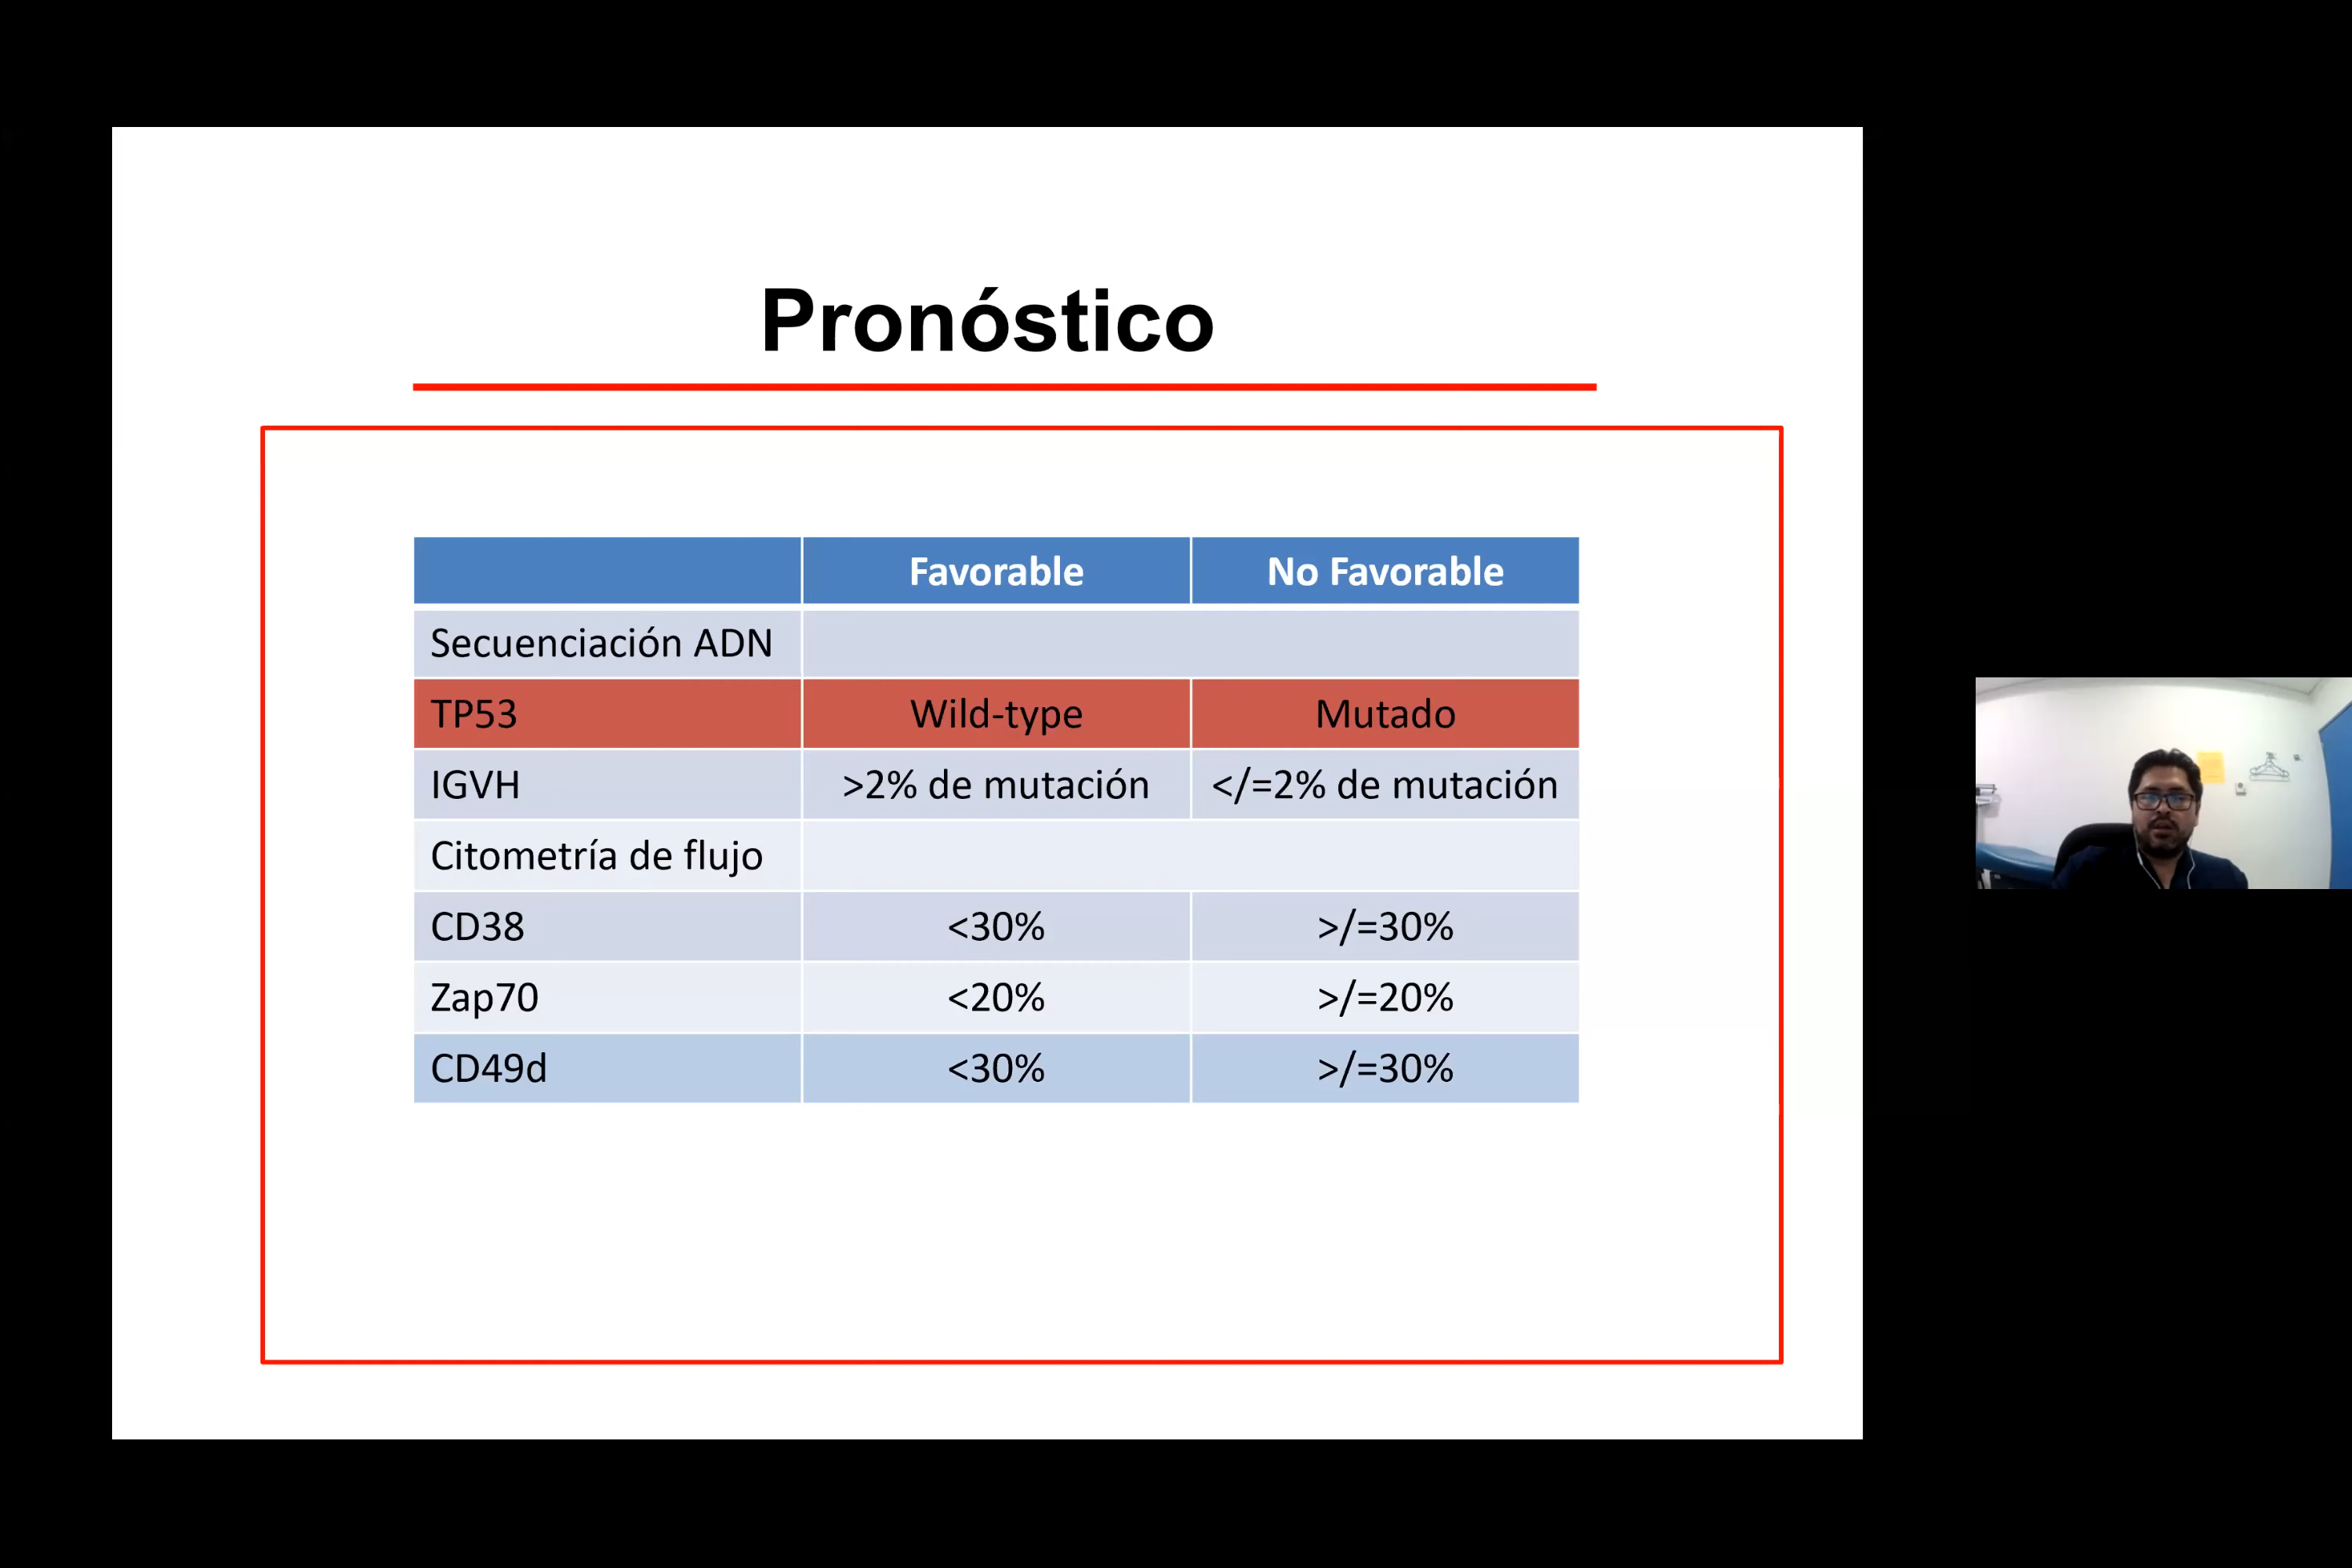 Pronóstico
Favorable No Favorable
Secuenciación ADN
TP53 Wild-type Mutado
IGVH >2% de mutación </=2% de mutación
Citometría de flujo
CD38 <30% >/=30%
Zap70 <20% >/=20%
CD49d <30% >/=30%